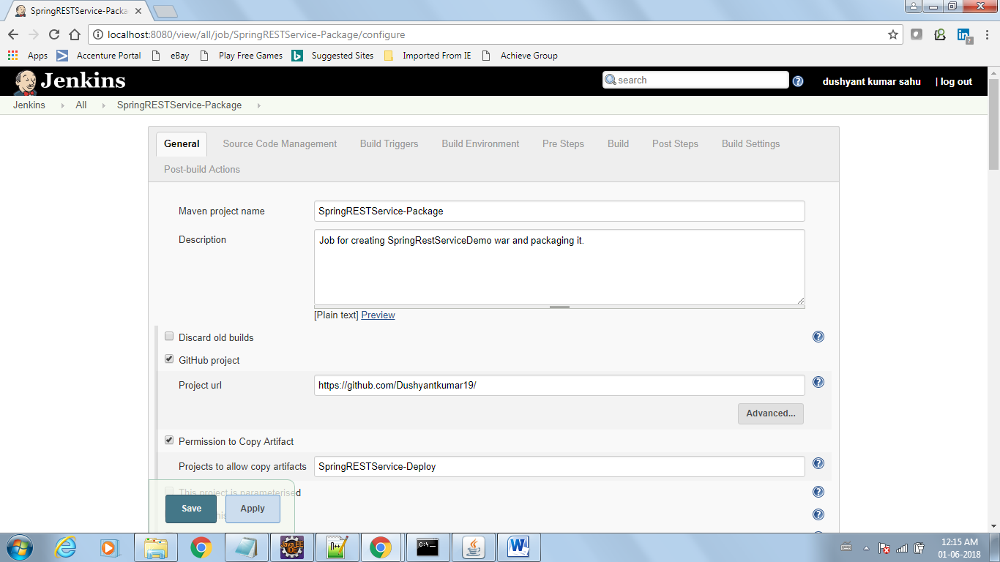 SpringRESTService-Packa
localhost:8080/view/all/job/SpringRESTService-Package/configure
Apps Accenture Portal eBay Play Free Games Suggested Sites Imported From IE Achieve Group
Jenkins search dushyant kumar sahu | log out
Jenkins All SpringRESTService-Package
General Source Code Management Build Triggers Build Environment Pre Steps Build Post Steps Build Settings
Post-build Actions
Maven project name SpringRESTService-Package
Description Job for creating SpringRestServiceDemo war and packaging it.
[Plain text] Preview
Discard old builds
GitHub project
Project url https://github.com/Dushyantkumar19/
Advanced...
Permission to Copy Artifact
Projects to allow copy artifacts SpringRESTService-Deploy
This project is parameterised
Save Apply
12:15 AM
01-06-2018